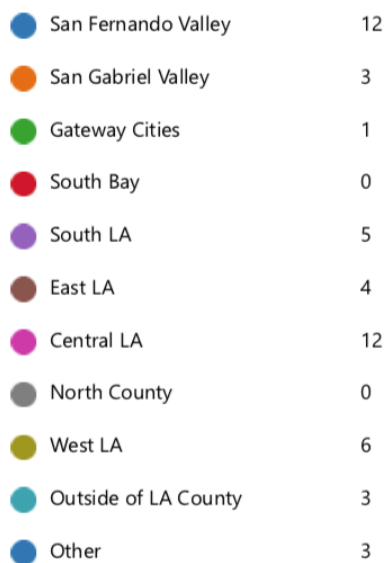 San Fernando Valley 12
San Gabriel Valley 3
Gateway Cities 1
South Bay 0
South LA 5
East LA 4
Central LA 12
North County 0
West LA 6
Outside of LA County 3
Other 3